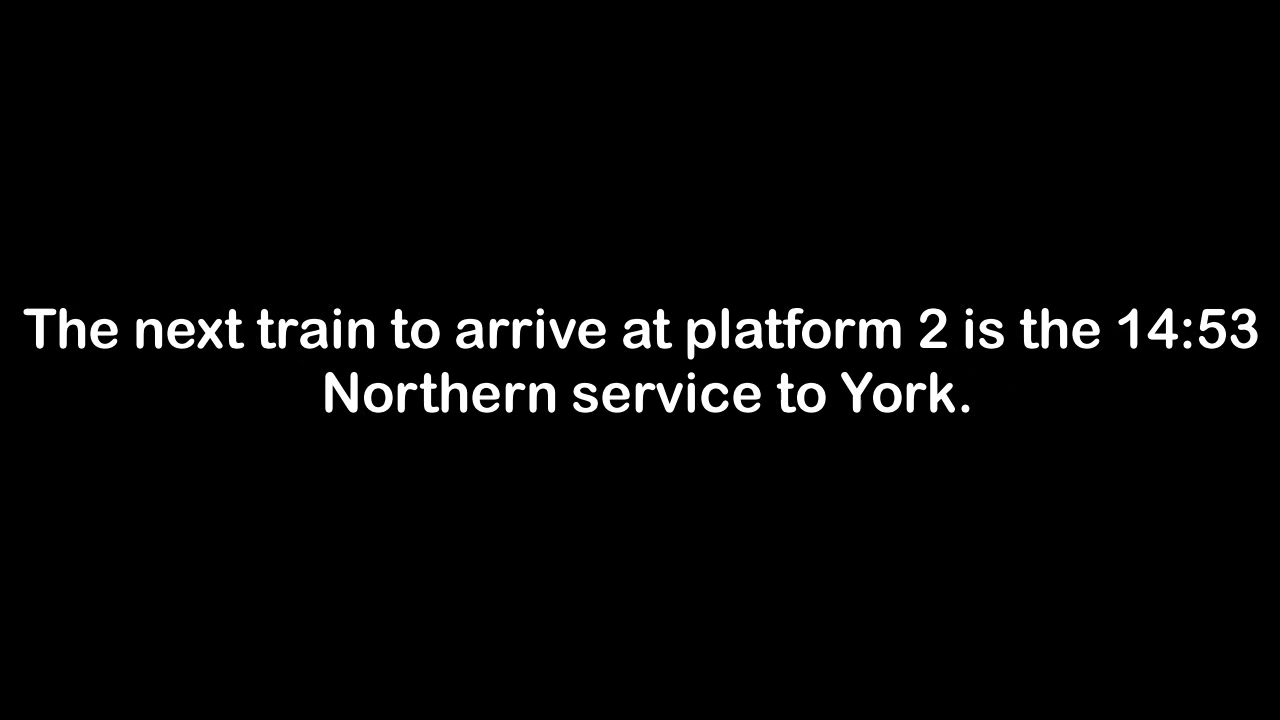 The next train to arrive at platform 2 is the 14:53
Northern service to York.